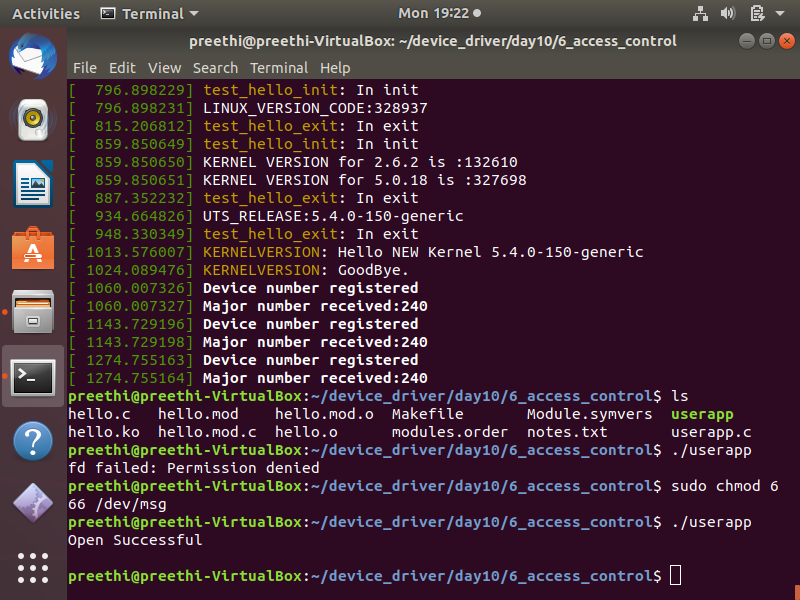 Activities Terminal Mon 19:22
preethi@preethi-VirtualBox: ~/device_driver/day10/6_access_control
File Edit View Search Terminal Help
[  796.898229] test_hello_init: In init
[  796.898231] LINUX_VERSION_CODE:328937
[  815.206812] test_hello_exit: In exit
[  859.850649] test_hello_init: In init
[  859.850650] KERNEL VERSION for 2.6.2 is :132610
[  859.850651] KERNEL VERSION for 5.0.18 is :327698
[  887.352232] test_hello_exit: In exit
[  934.664826] UTS_RELEASE:5.4.0-150-generic
[  948.330349] test_hello_exit: In exit
[ 1013.576007] KERNELVERSION: Hello NEW Kernel 5.4.0-150-generic
[ 1024.089476] KERNELVERSION: GoodBye.
[ 1060.007326] Device number registered
[ 1060.007327] Major number received:240
[ 1143.729196] Device number registered
[ 1143.729198] Major number received:240
[ 1274.755163] Device number registered
[ 1274.755164] Major number received:240
preethi@preethi-VirtualBox:~/device_driver/day10/6_access_control$ ls
hello.c   hello.mod    hello.mod.o  Makefile       Module.symvers  userapp
hello.ko  hello.mod.c  hello.o      modules.order  notes.txt       userapp.c
preethi@preethi-VirtualBox:~/device_driver/day10/6_access_control$ ./userapp
fd failed: Permission denied
preethi@preethi-VirtualBox:~/device_driver/day10/6_access_control$ sudo chmod 6
66 /dev/msg
preethi@preethi-VirtualBox:~/device_driver/day10/6_access_control$ ./userapp
Open Successful
preethi@preethi-VirtualBox:~/device_driver/day10/6_access_control$